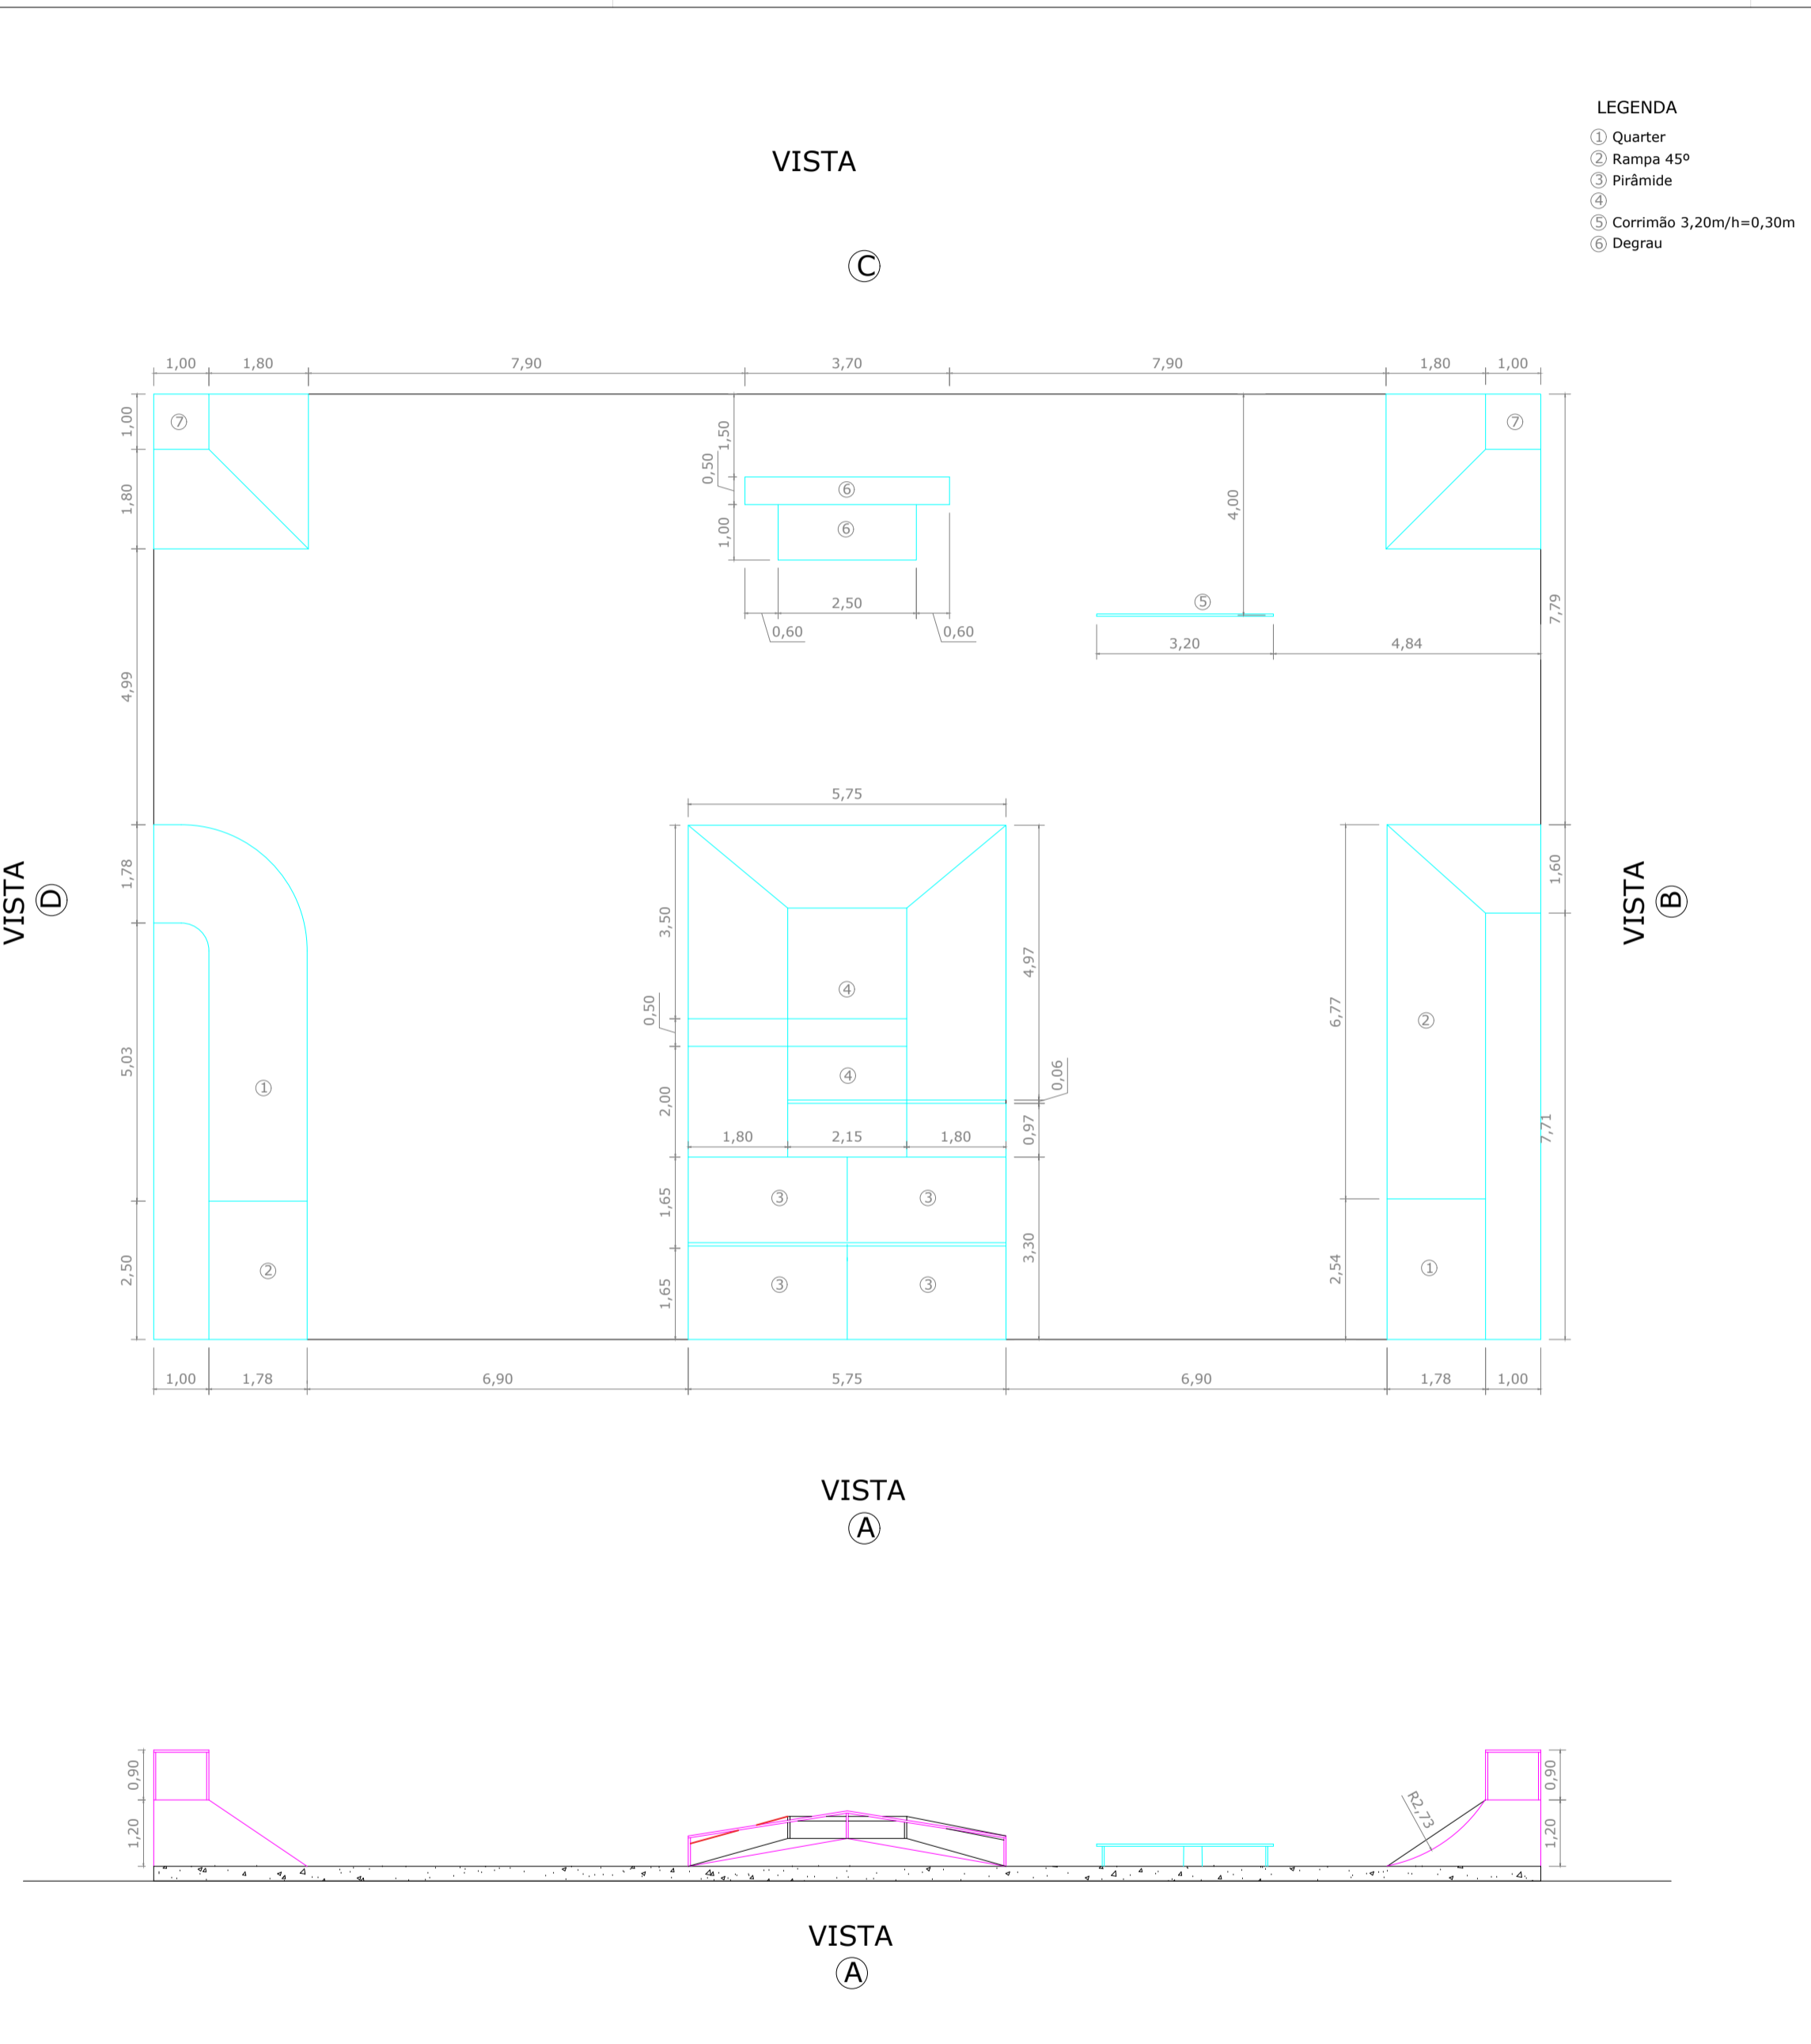 LEGENDA
① Quarter
② Rampa 45º
③ Pirâmide
④
⑤ Corrimão 3,20m/h=0,30m
⑥ Degrau
VISTA
C
1,00 1,80 7,90 3,70 7,90 1,80 1,00
1,00
1,80
4,99
1,78
5,03
2,50
⑦
⑦
1,50
0,50
1,00
⑥
⑥
2,50
0,60
0,60
4,00
⑤
3,20
4,84
7,79
1,60
7,71
VISTA
D
VISTA
B
5,75
3,50
0,50
2,00
1,65
1,65
4,97
0,06
0,97
3,30
④
④
1,80 2,15 1,80
③ ③
③ ③
①
②
6,77
2,54
②
①
1,00 1,78 6,90 5,75 6,90 1,78 1,00
VISTA
A
0,90
1,20
R2,73
0,90
1,20
VISTA
A